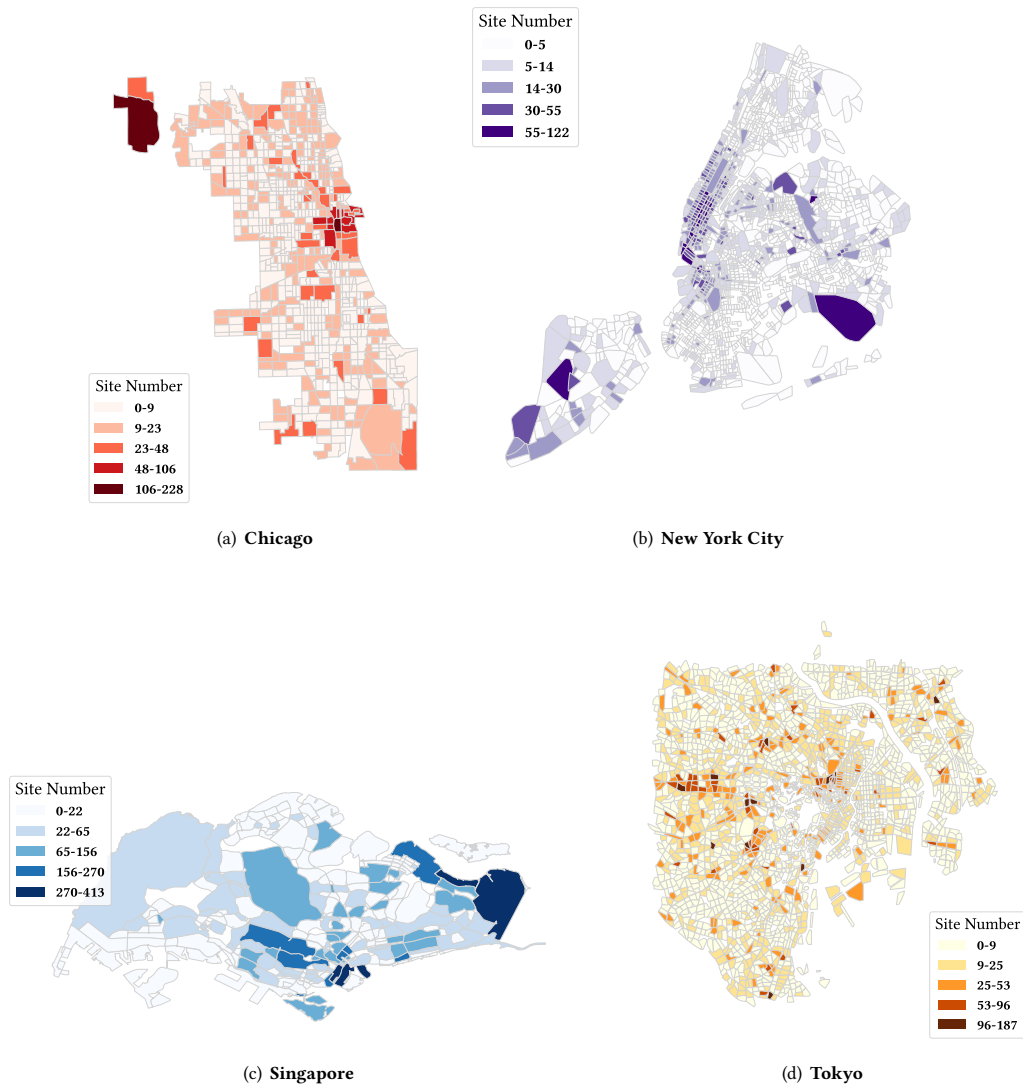 Site Number
0-9
9-23
23-48
48-106
106-228
(a) Chicago
Site Number
0-5
5-14
14-30
30-55
55-122
(b) New York City
Site Number
0-22
22-65
65-156
156-270
270-413
(c) Singapore
Site Number
0-9
9-25
25-53
53-96
96-187
(d) Tokyo